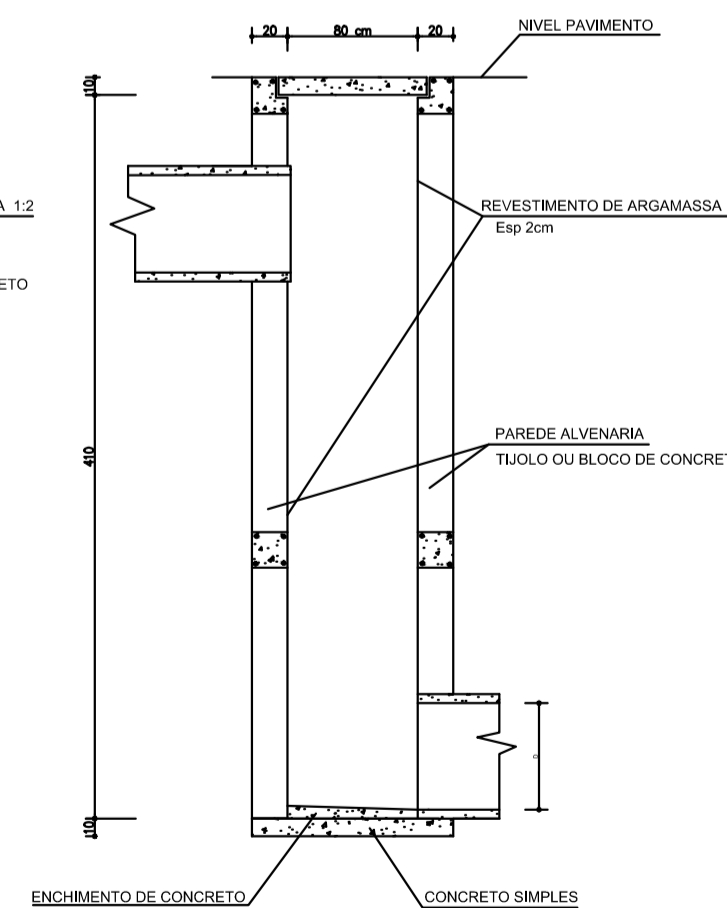 NIVEL PAVIMENTO
20 80 cm 20
10
A 1:2
REVESTIMENTO DE ARGAMASSA
Esp 2cm
ETO
PAREDE ALVENARIA
TIJOLO OU BLOCO DE CONCRET
410
10
ENCHIMENTO DE CONCRETO
CONCRETO SIMPLES